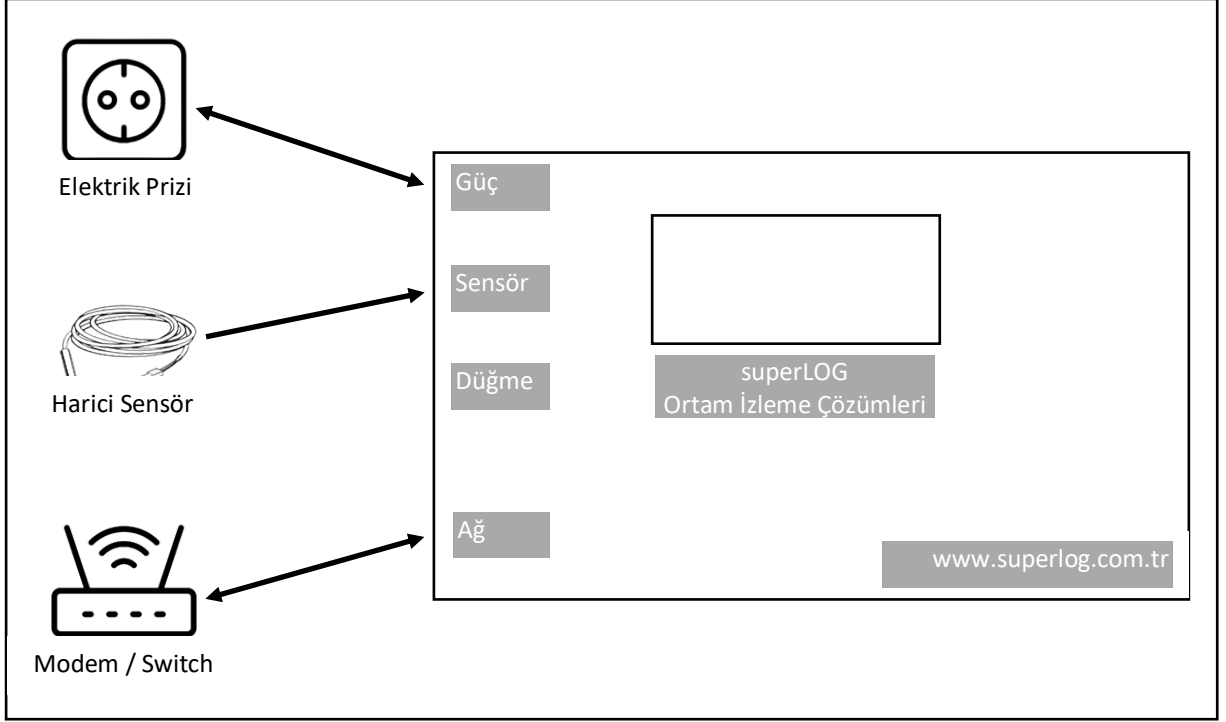 Elektrik Prizi
Harici Sensör
Modem / Switch
Güç
Sensör
Düğme
Ağ
superLOG
Ortam İzleme Çözümleri
www.superlog.com.tr